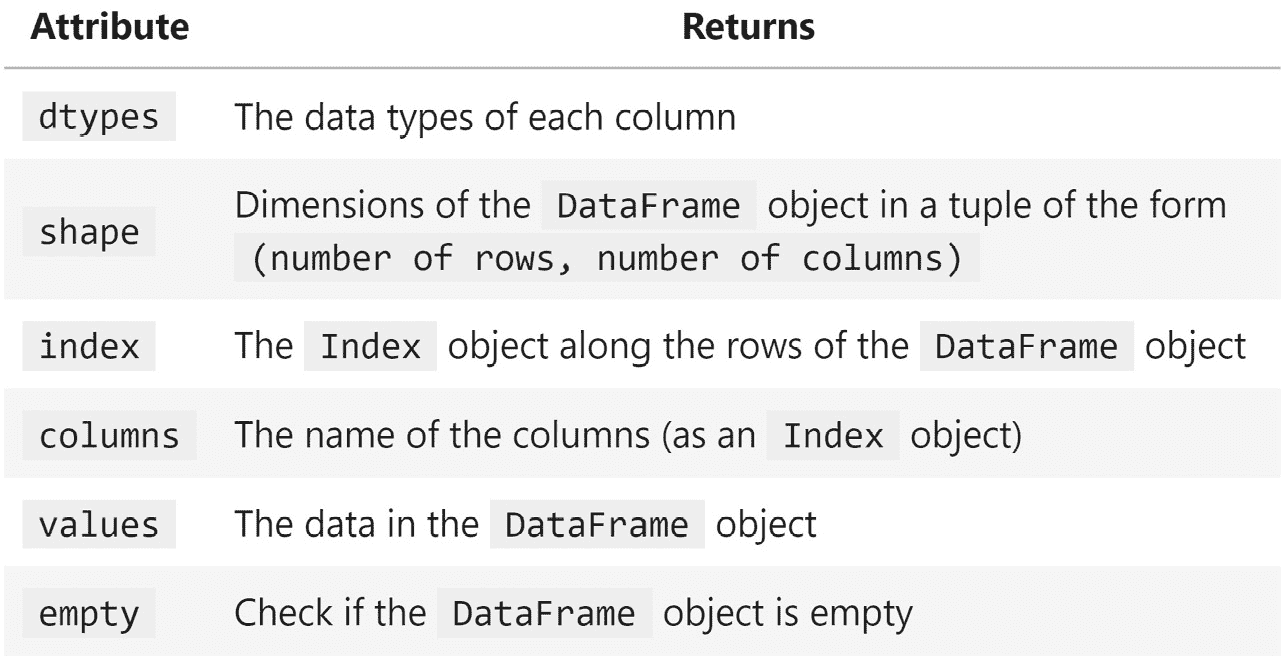 Attribute Returns
dtypes The data types of each column
shape Dimensions of the DataFrame object in a tuple of the form
(number of rows, number of columns)
index The Index object along the rows of the DataFrame object
columns The name of the columns (as an Index object)
values The data in the DataFrame object
empty Check if the DataFrame object is empty